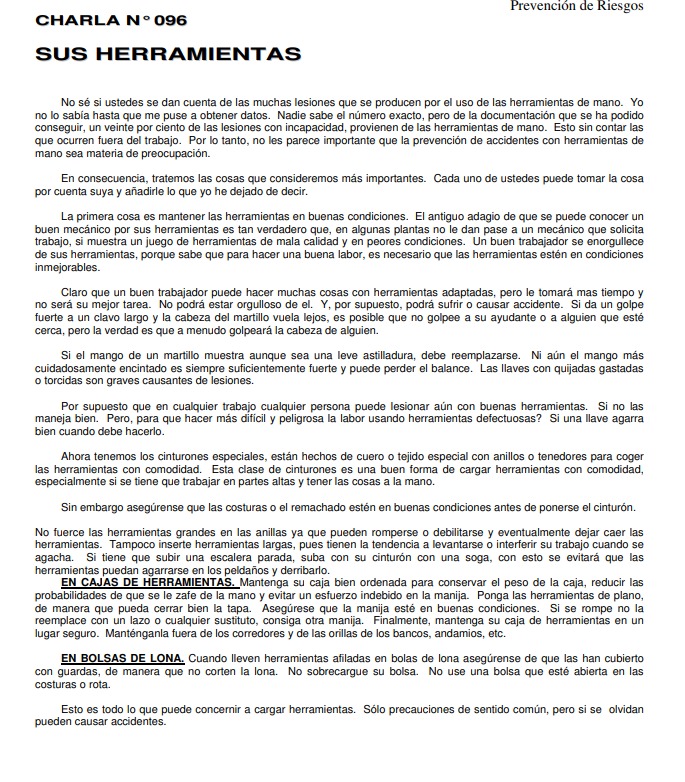 Prevención de Riesgos
CHARLA N° 096
SUS HERRAMIENTAS
No sé si ustedes se dan cuenta de las muchas lesiones que se producen por el uso de las herramientas de mano. Yo
no lo sabía hasta que me puse a obtener datos. Nadie sabe el número exacto, pero de la documentación que se ha podido
conseguir, un veinte por ciento de las lesiones con incapacidad, provienen de las herramientas de mano. Esto sin contar las
que ocurren fuera del trabajo. Por lo tanto, no les parece importante que la prevención de accidentes con herramientas de
mano sea materia de preocupación.
En consecuencia, tratemos las cosas que consideremos más importantes. Cada uno de ustedes puede tomar la cosa
por cuenta suya y añadirle lo que yo he dejado de decir.
La primera cosa es mantener las herramientas en buenas condiciones. El antiguo adagio de que se puede conocer un
buen mecánico por sus herramientas es tan verdadero que, en algunas plantas no le dan pase a un mecánico que solicita
trabajo, si muestra un juego de herramientas de mala calidad y en peores condiciones. Un buen trabajador se enorgullece
de sus herramientas, porque sabe que para hacer una buena labor, es necesario que las herramientas estén en condiciones
inmejorables.
Claro que un buen trabajador puede hacer muchas cosas con herramientas adaptadas, pero le tomará mas tiempo y
no será su mejor tarea. No podrá estar orgulloso de el. Y, por supuesto, podrá sufrir o causar accidente. Si da un golpe
fuerte a un clavo largo y la cabeza del martillo vuela lejos, es posible que no golpee a su ayudante o a alguien que esté
cerca, pero la verdad es que a menudo golpeará la cabeza de alguien.
Si el mango de un martillo muestra aunque sea una leve astilladura, debe reemplazarse. Ni aún el mango más
cuidadosamente encintado es siempre suficientemente fuerte y puede perder el balance. Las llaves con quijadas gastadas
o torcidas son graves causantes de lesiones.
Por supuesto que en cualquier trabajo cualquier persona puede lesionar aún con buenas herramientas. Si no las
maneja bien. Pero, para que hacer más difícil y peligrosa la labor usando herramientas defectuosas? Si una llave agarra
bien cuando debe hacerlo.
Ahora tenemos los cinturones especiales, están hechos de cuero o tejido especial con anillos o tenedores para coger
las herramientas con comodidad. Esta clase de cinturones es una buen forma de cargar herramientas con comodidad,
especialmente si se tiene que trabajar en partes altas y tener las cosas a la mano.
Sin embargo asegúrense que las costuras o el remachado estén en buenas condiciones antes de ponerse el cinturón.
No fuerce las herramientas grandes en las anillas ya que pueden romperse o debilitarse y eventualmente dejar caer las
herramientas. Tampoco inserte herramientas largas, pues tienen la tendencia a levantarse o interferir su trabajo cuando se
agacha. Si tiene que subir una escalera parada, suba con su cinturón con una soga, con esto se evitará que las
herramientas puedan agarrarse en los peldaños y derribarlo.
EN CAJAS DE HERRAMIENTAS. Mantenga su caja bien ordenada para conservar el peso de la caja, reducir las
probabilidades de que se le zafe de la mano y evitar un esfuerzo indebido en la manija. Ponga las herramientas de plano,
de manera que pueda cerrar bien la tapa. Asegúrese que la manija esté en buenas condiciones. Si se rompe no la
reemplace con un lazo o cualquier sustituto, consiga otra manija. Finalmente, mantenga su caja de herramientas en un
lugar seguro. Manténganla fuera de los corredores y de las orillas de los bancos, andamios, etc.
EN BOLSAS DE LONA. Cuando lleven herramientas afiladas en bolas de lona asegúrense de que las han cubierto
con guardas, de manera que no corten la lona. No sobrecargue su bolsa. No use una bolsa que esté abierta en las
costuras o rota.
Esto es todo lo que puede concernir a cargar herramientas. Sólo precauciones de sentido común, pero si se olvidan
pueden causar accidentes.